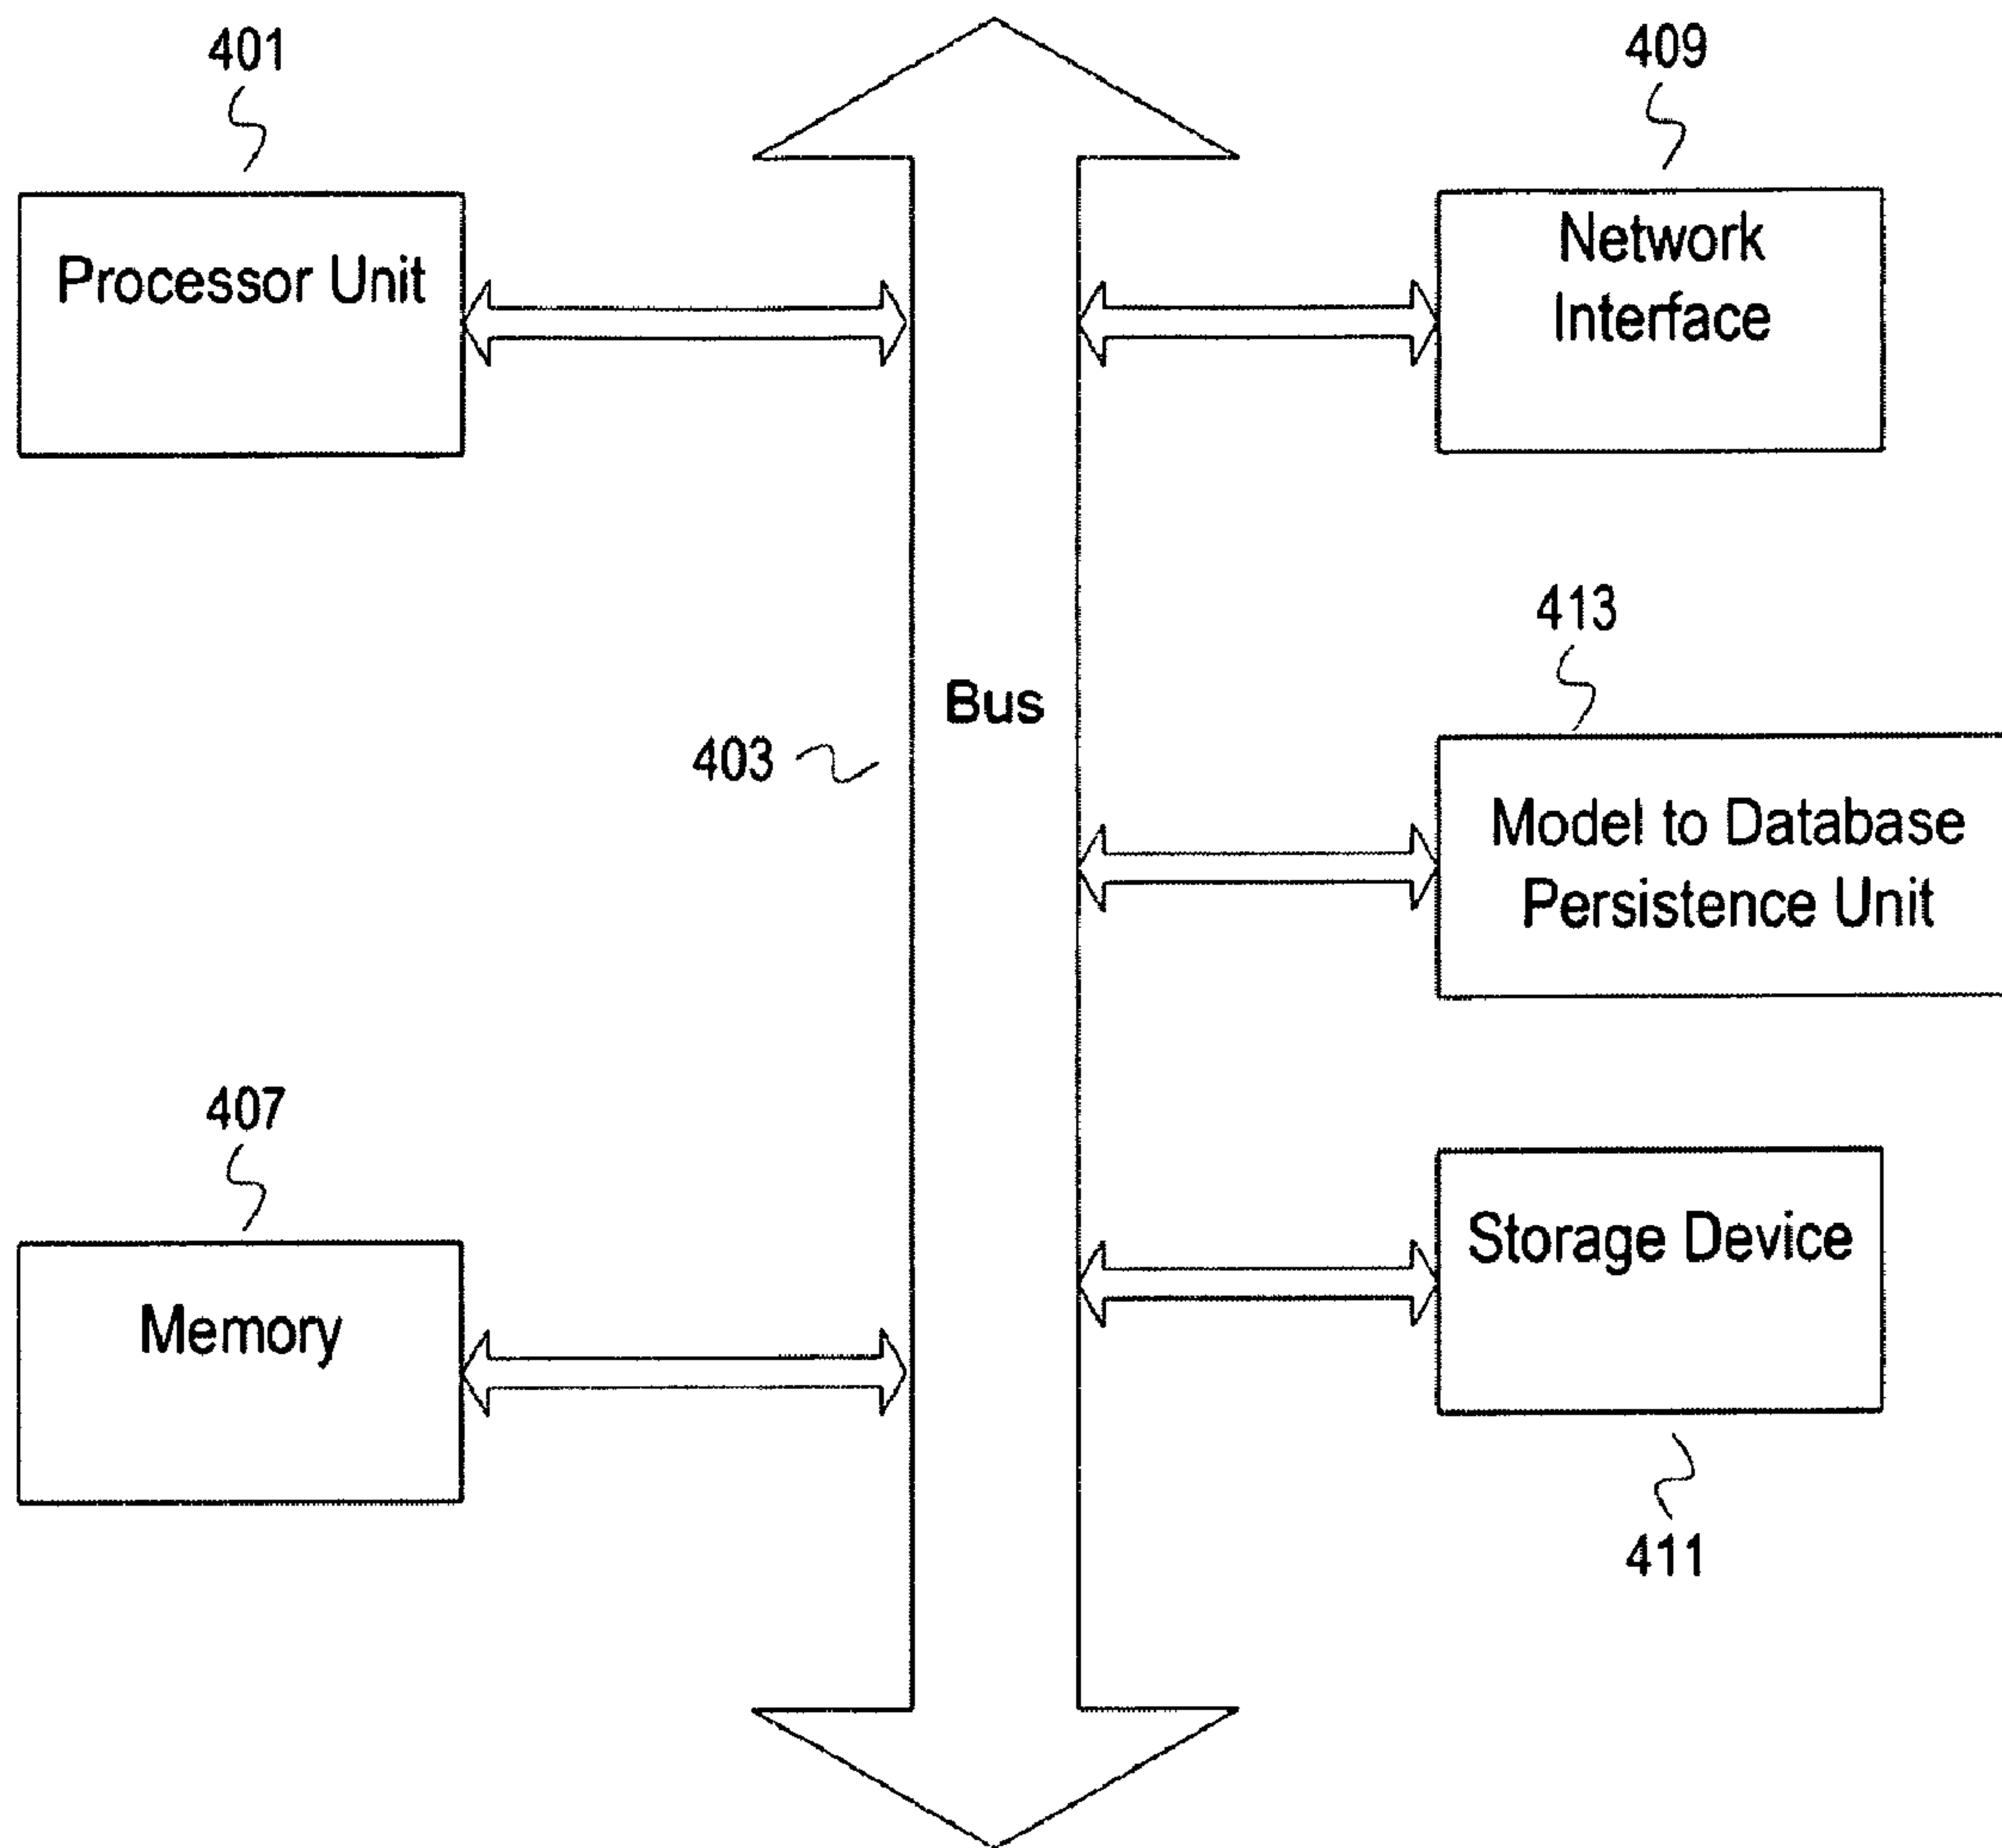 401
Processor Unit
409
Network
Interface
Bus
403
413
Model to Database
Persistence Unit
407
Memory
Storage Device
411